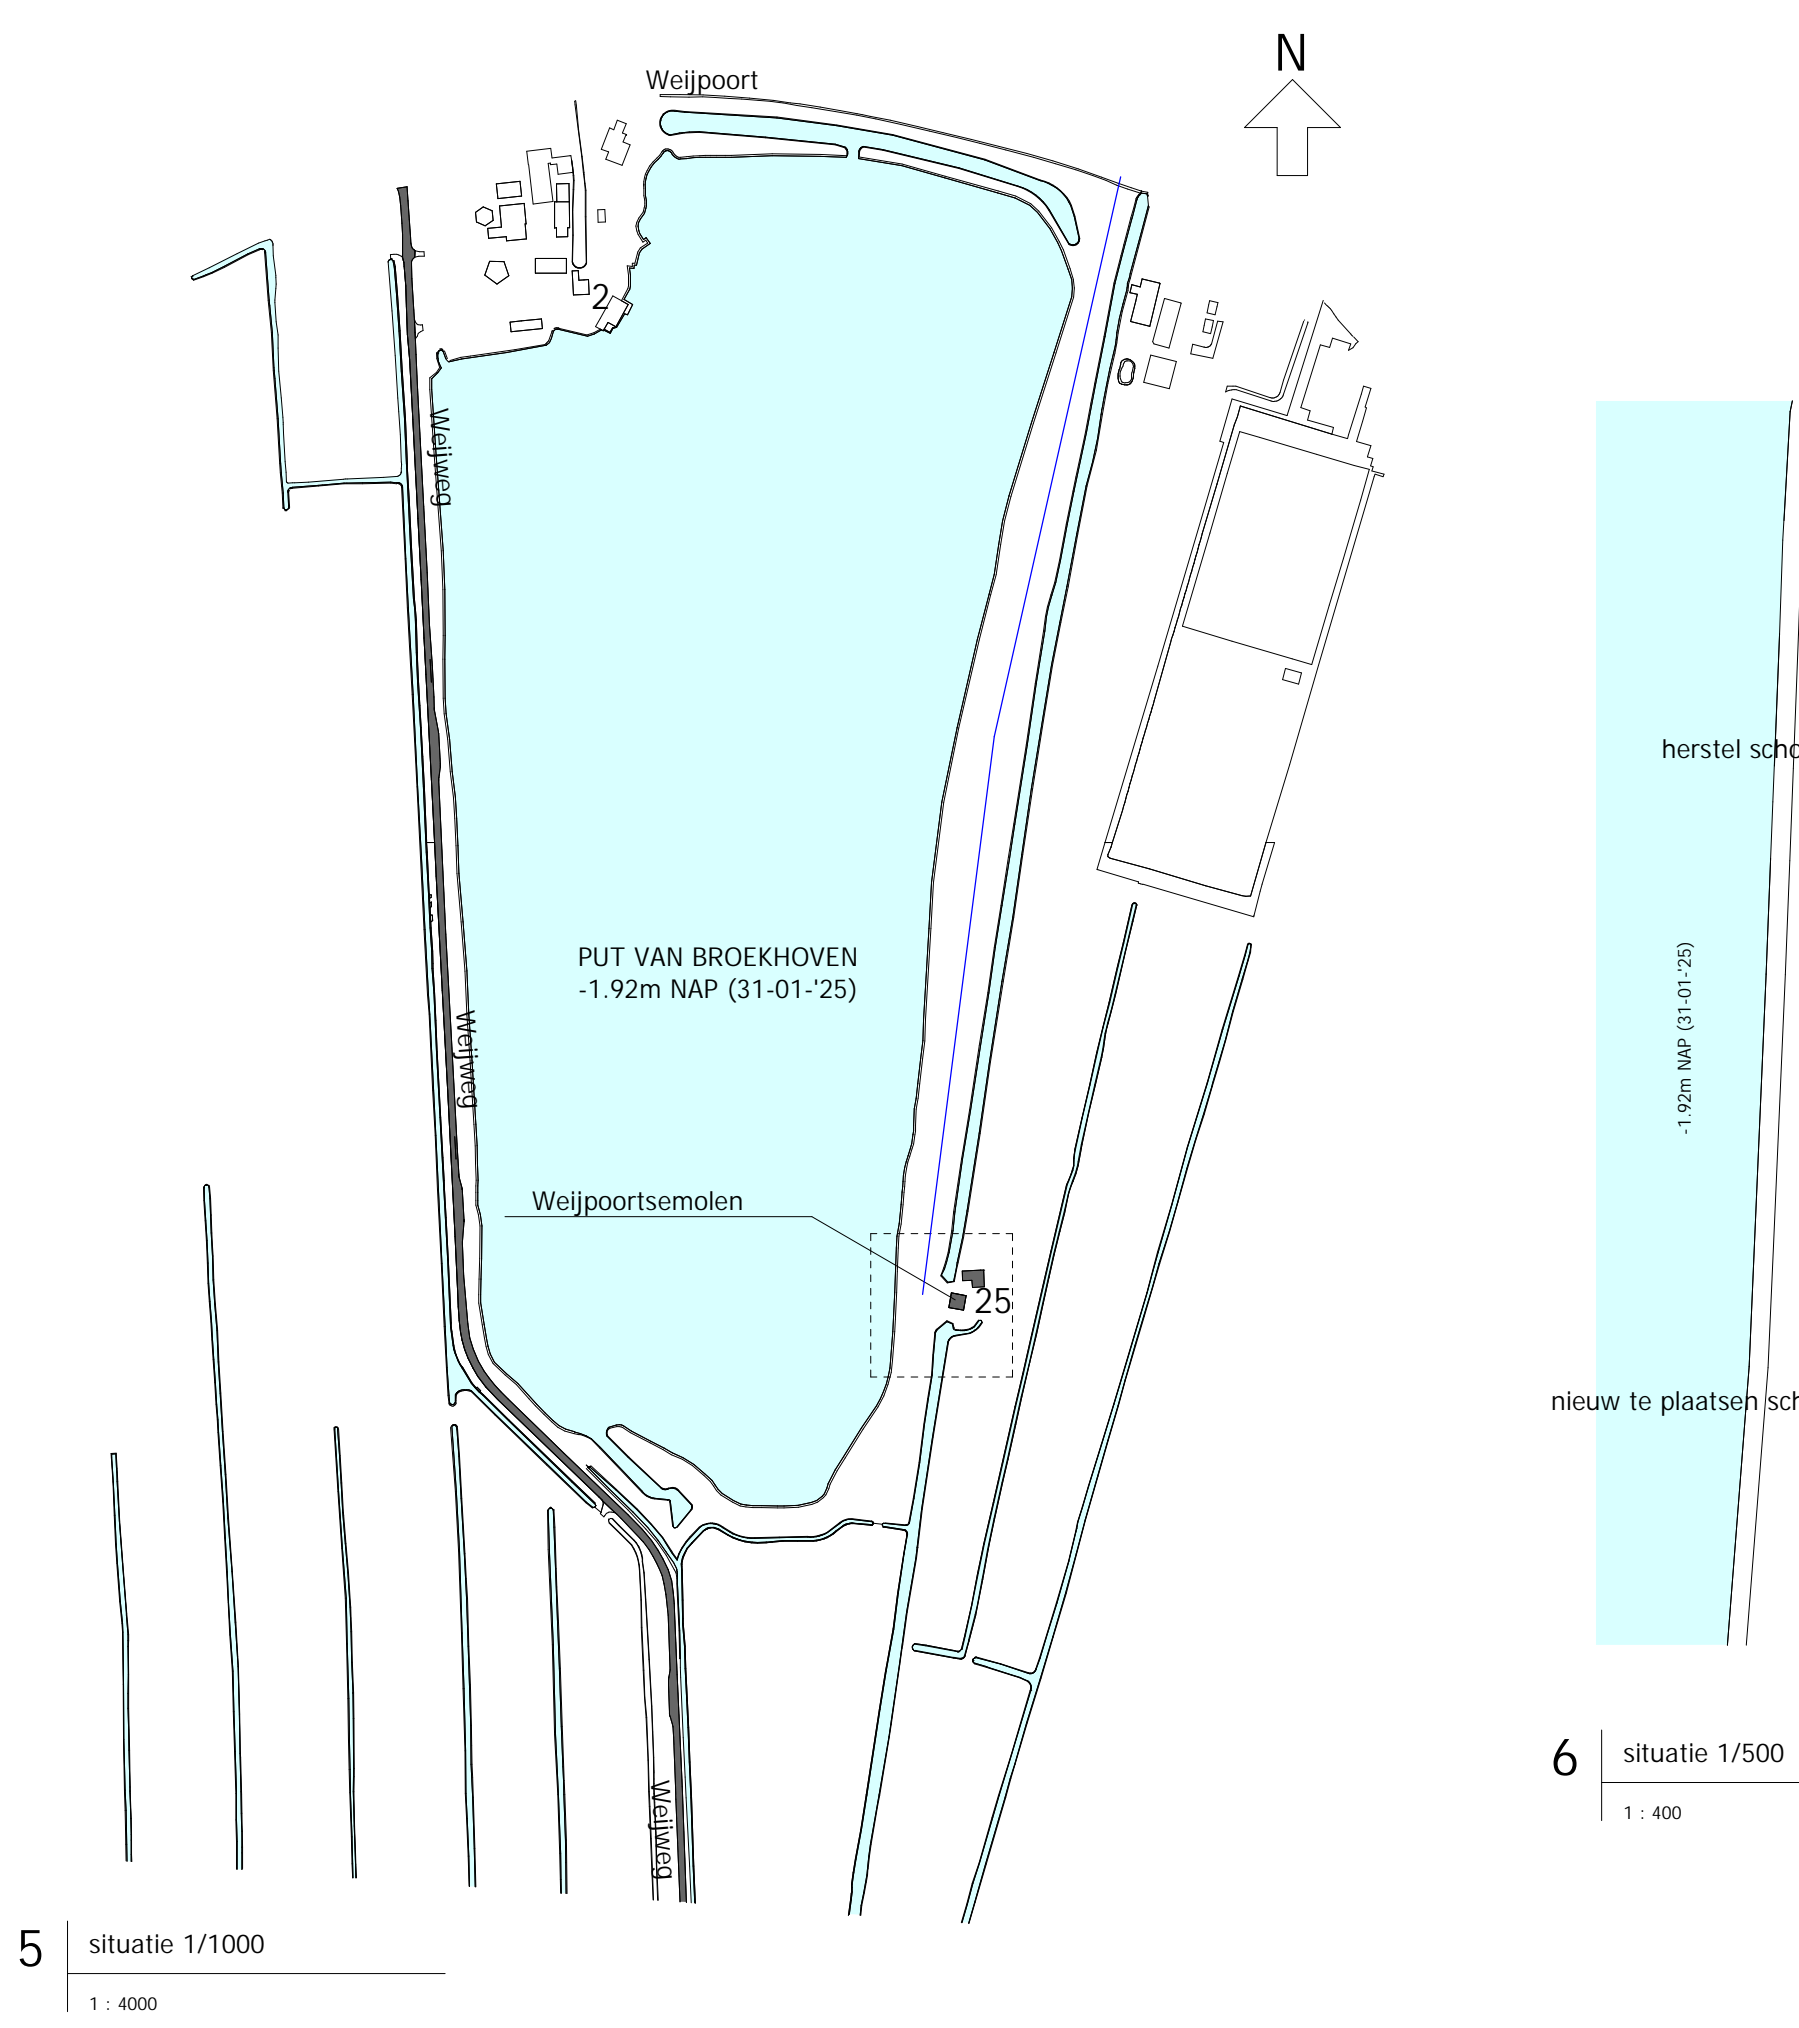 N
Weijpoort
2
Weijweg
herstel
PUT VAN BROEKHOVEN
-1.92m NAP (31-01-'25)
-1.92m NAP (31-01-'25)
Weijweg
Weijpoortsemolen
25
nieuw te plaatsen
Weijweg
6
situatie 1/500
1 : 400
5
situatie 1/1000
1 : 4000